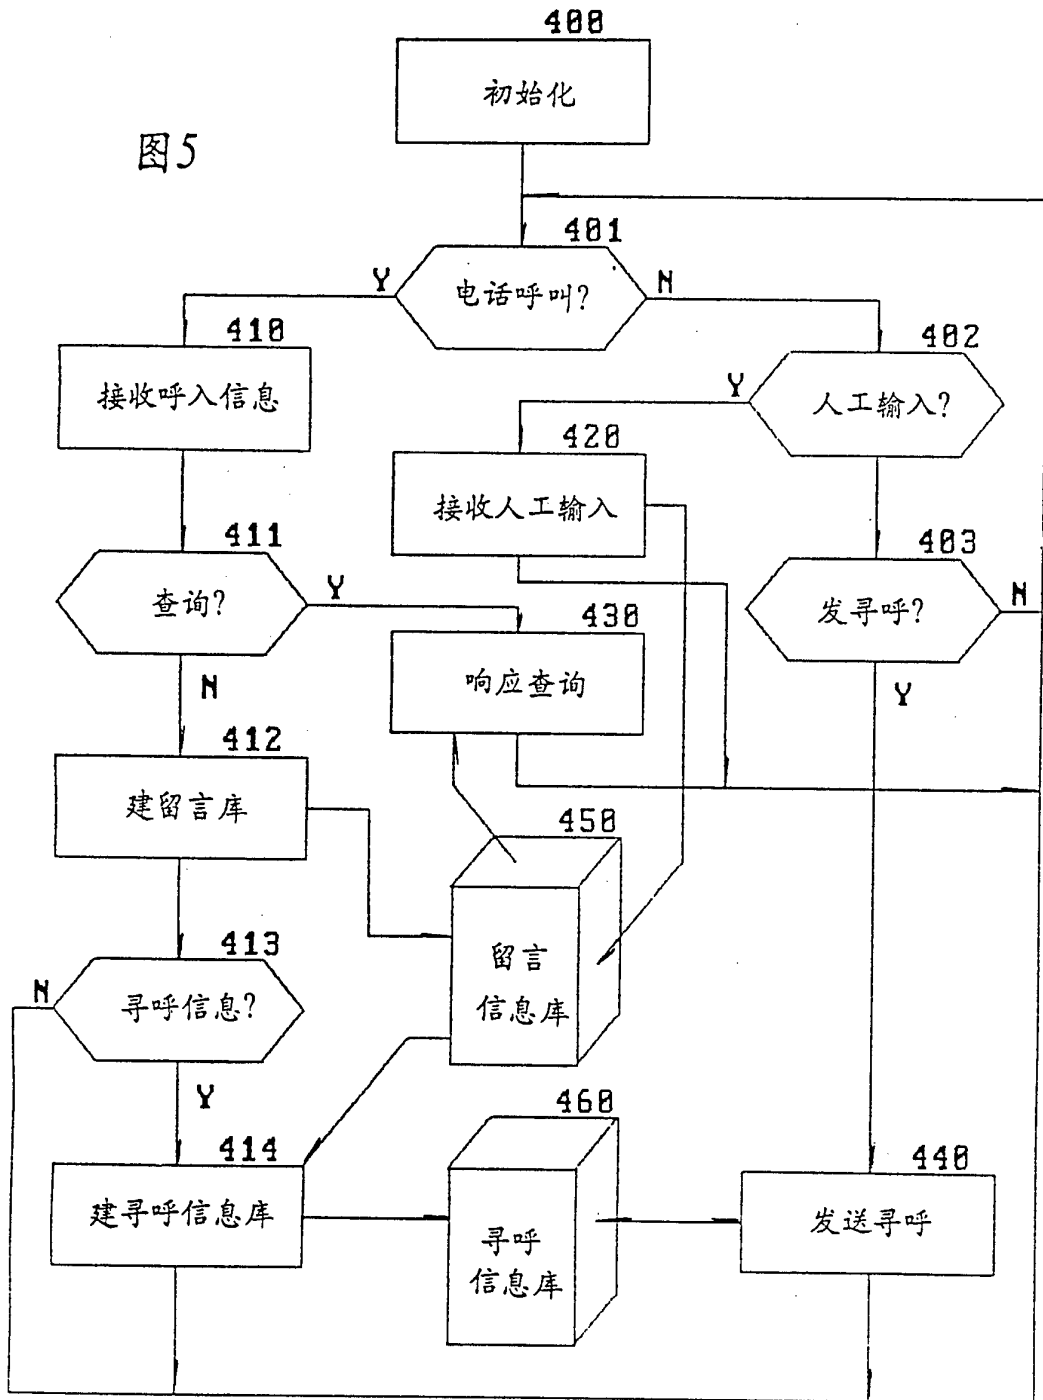 400
初始化
图5
401
Y
电话呼叫?
N
410
接收呼入信息
402
Y
人工输入?
420
接收人工输入
411
查询?
Y
403
发寻呼?
N
430
响应查询
N
Y
412
建留言库
450
留言
信息库
413
N
寻呼信息?
Y
460
414
建寻呼信息库
寻呼
信息库
440
发送寻呼